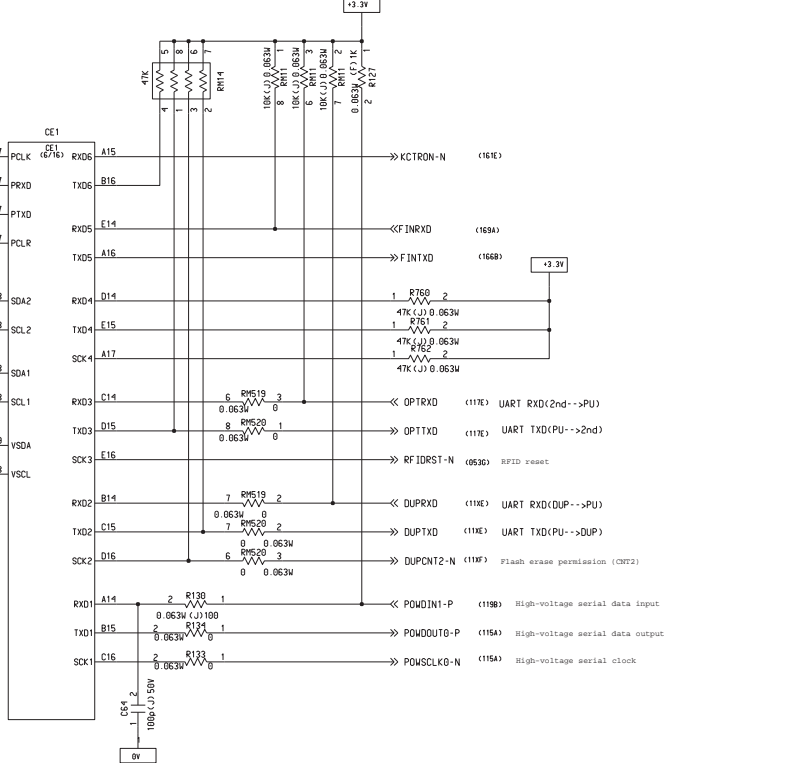 +3.3V
5 8 6 7 1 3 2 1
47K RM14 10K(J)0.063W RM11 10K(J)0.063W RM11 10K(J)0.063W RM11 0.063W (F)1K R127
4 1 3 2 8 6 7 2
CE1
CE1
(6/16)
PCLK RXD6 A15 KCTRON-N (161E)
PRXD TXD6 B16
PTXD
RXD5 E14 FINRXD (169A)
PCLR
TXD5 A16 FINTXD (166B)
+3.3V
SDA2 RXD4 D14 1 R760 2
47K(J)0.063W
SCL2 TXD4 E15 1 R761 2
47K(J)0.063W
SCK4 A17 1 R762 2
47K(J)0.063W
SDA1
SCL1 RXD3 C14 6 RM519 3 OPTRXD (117E) UART RXD(2nd-->PU)
0.063W 0
TXD3 D15 8 RM520 1 OPTTXD (117E) UART TXD(PU-->2nd)
0.063W 0
VSDA
SCK3 E16 RFIDRST-N (053G) RFID reset
VSCL
RXD2 B14 7 RM519 2 DUPRXD (11XE) UART RXD(DUP-->PU)
0.063W 0
TXD2 C15 7 RM520 2 DUPTXD (11XE) UART TXD(PU-->DUP)
0 0.063W
SCK2 D16 6 RM520 3 DUPCNT2-N (11XF) Flash erase permission (CNT2)
0 0.063W
RXD1 A14 2 R130 1 POWDIN1-P (119B) High-voltage serial data input
0.063W (J)100
TXD1 B15 2 R134 1 POWDOUT0-P (115A) High-voltage serial data output
0.063W 0
SCK1 C16 2 R133 1 POWSCLK0-N (115A) High-voltage serial clock
0.063W 0
C64 2 1 100p(J)50V
1
0V